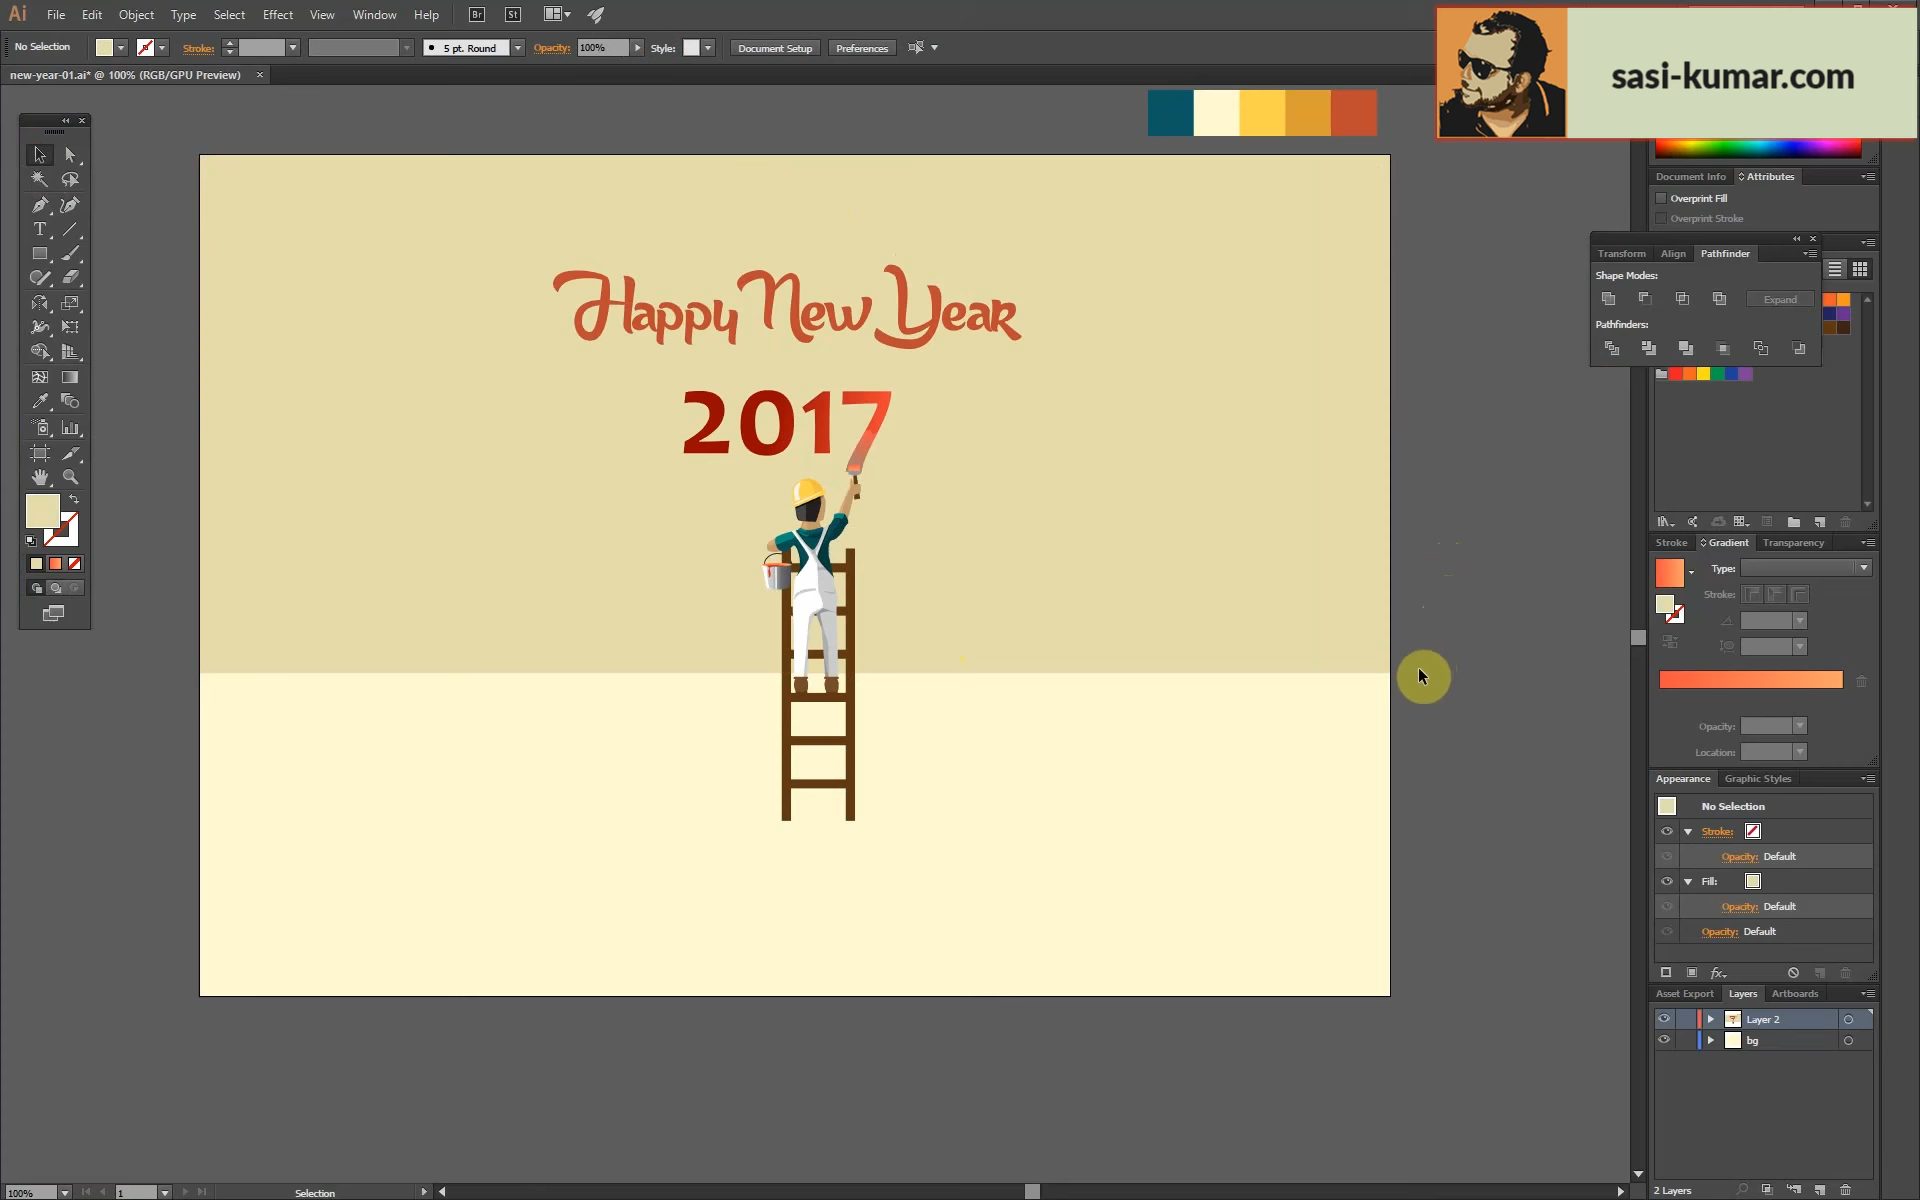 Ai File Edit Object Type Select Effect View Window Help Br St
No Selection Stroke: 5 pt. Round Opacity: 100% Style: Document Setup Preferences
new-year-01.ai* @ 100% (RGB/GPU Preview) ×
sasi-kumar.com
Document Info Attributes
Overprint Fill
Overprint Stroke
Transform Align Pathfinder
Shape Modes:
Expand
Pathfinders:
Happy New Year
2017
Stroke Gradient Transparency
Type:
Stroke:
Opacity:
Location:
Appearance Graphic Styles
No Selection
Stroke:
Opacity: Default
Fill:
Opacity: Default
Opacity: Default
fx
Asset Export Layers Artboards
Layer 2
bg
100% 1 Selection 2 Layers